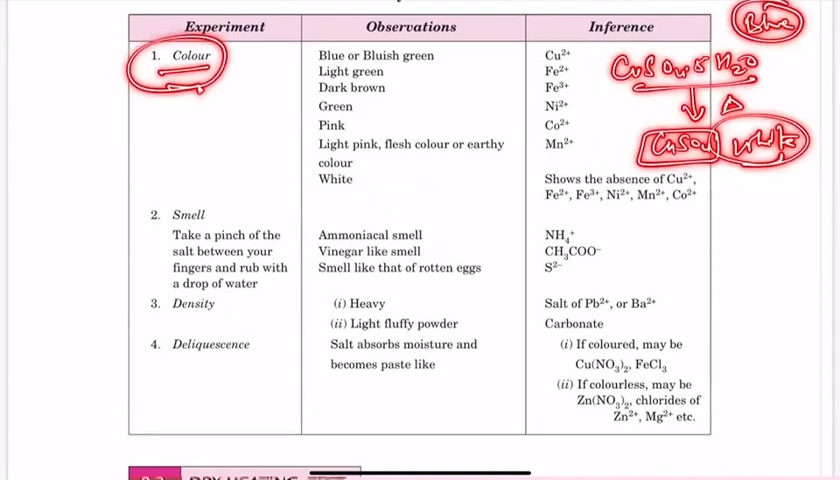 Experiment Observations Inference
Blue
1. Colour Blue or Bluish green Cu²⁺
Light green Fe²⁺
CuSO₄·5H₂O
Dark brown Fe³⁺
Green Ni²⁺
Δ
Pink Co²⁺
Light pink, flesh colour or earthy Mn²⁺
CuSO₄ White
colour
White Shows the absence of Cu²⁺,
Fe²⁺, Fe³⁺, Ni²⁺, Mn²⁺, Co²⁺
2. Smell
Take a pinch of the Ammoniacal smell NH₄⁺
salt between your Vinegar like smell CH₃COO⁻
fingers and rub with Smell like that of rotten eggs S²⁻
a drop of water
3. Density (i) Heavy Salt of Pb²⁺, or Ba²⁺
(ii) Light fluffy powder Carbonate
4. Deliquescence Salt absorbs moisture and (i) If coloured, may be
becomes paste like Cu(NO₃)₂, FeCl₃
(ii) If colourless, may be
Zn(NO₃)₂, chlorides of
Zn²⁺, Mg²⁺ etc.